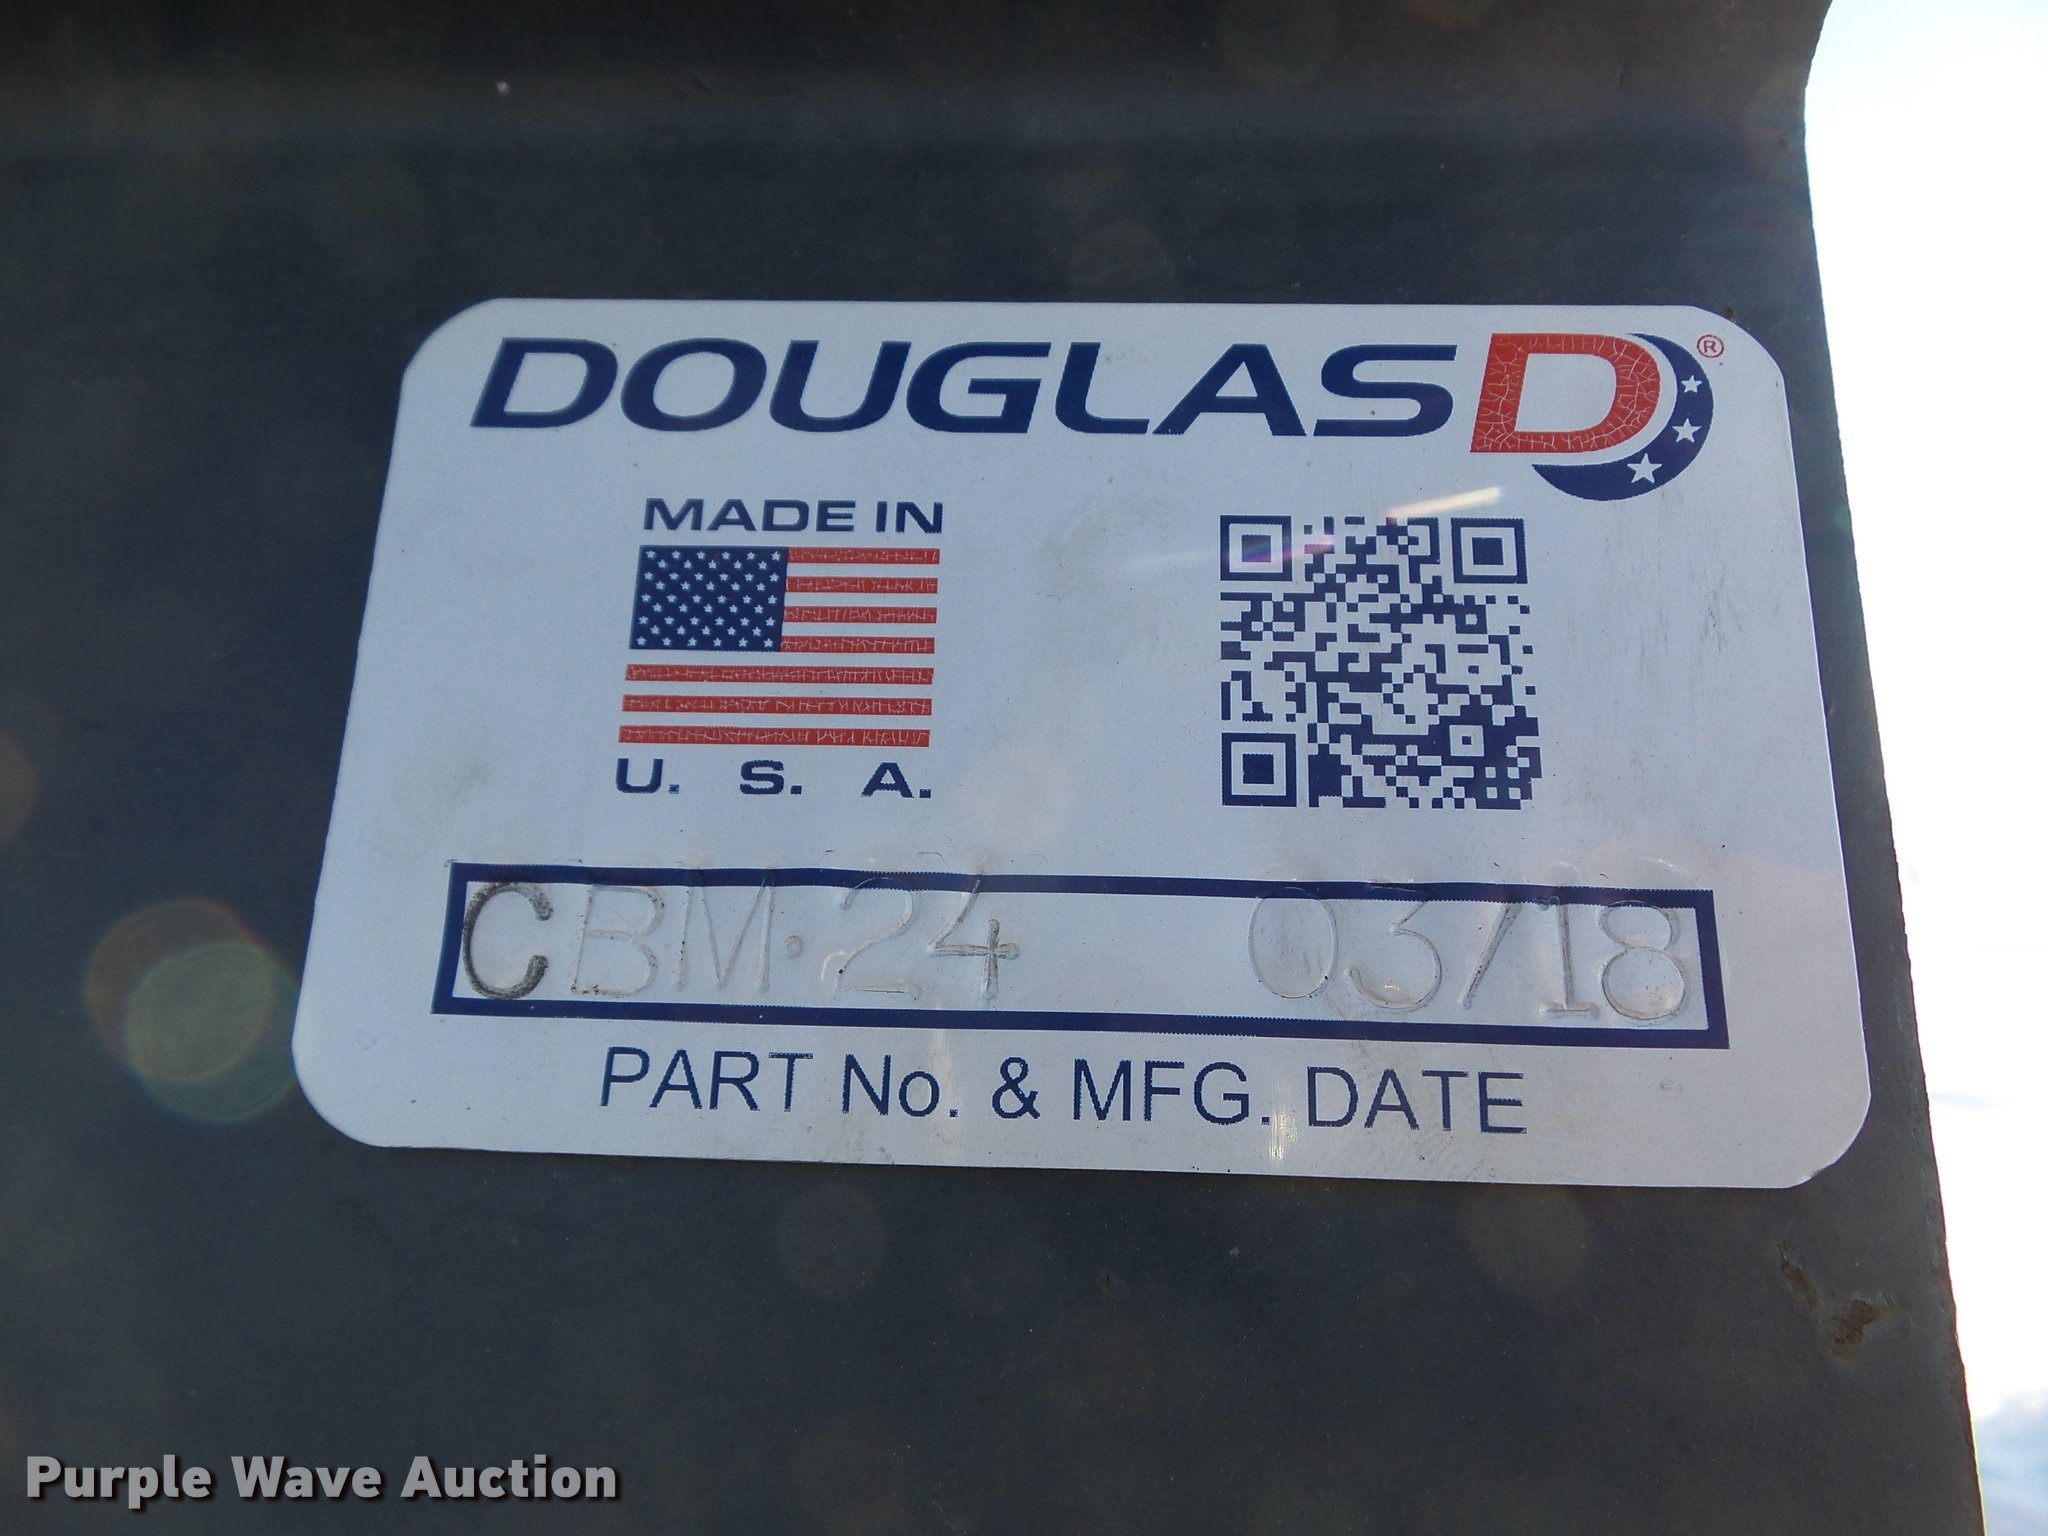 DOUGLAS D®
MADE IN
U. S. A.
CBM·24 03/18
PART No. & MFG. DATE
Purple Wave Auction